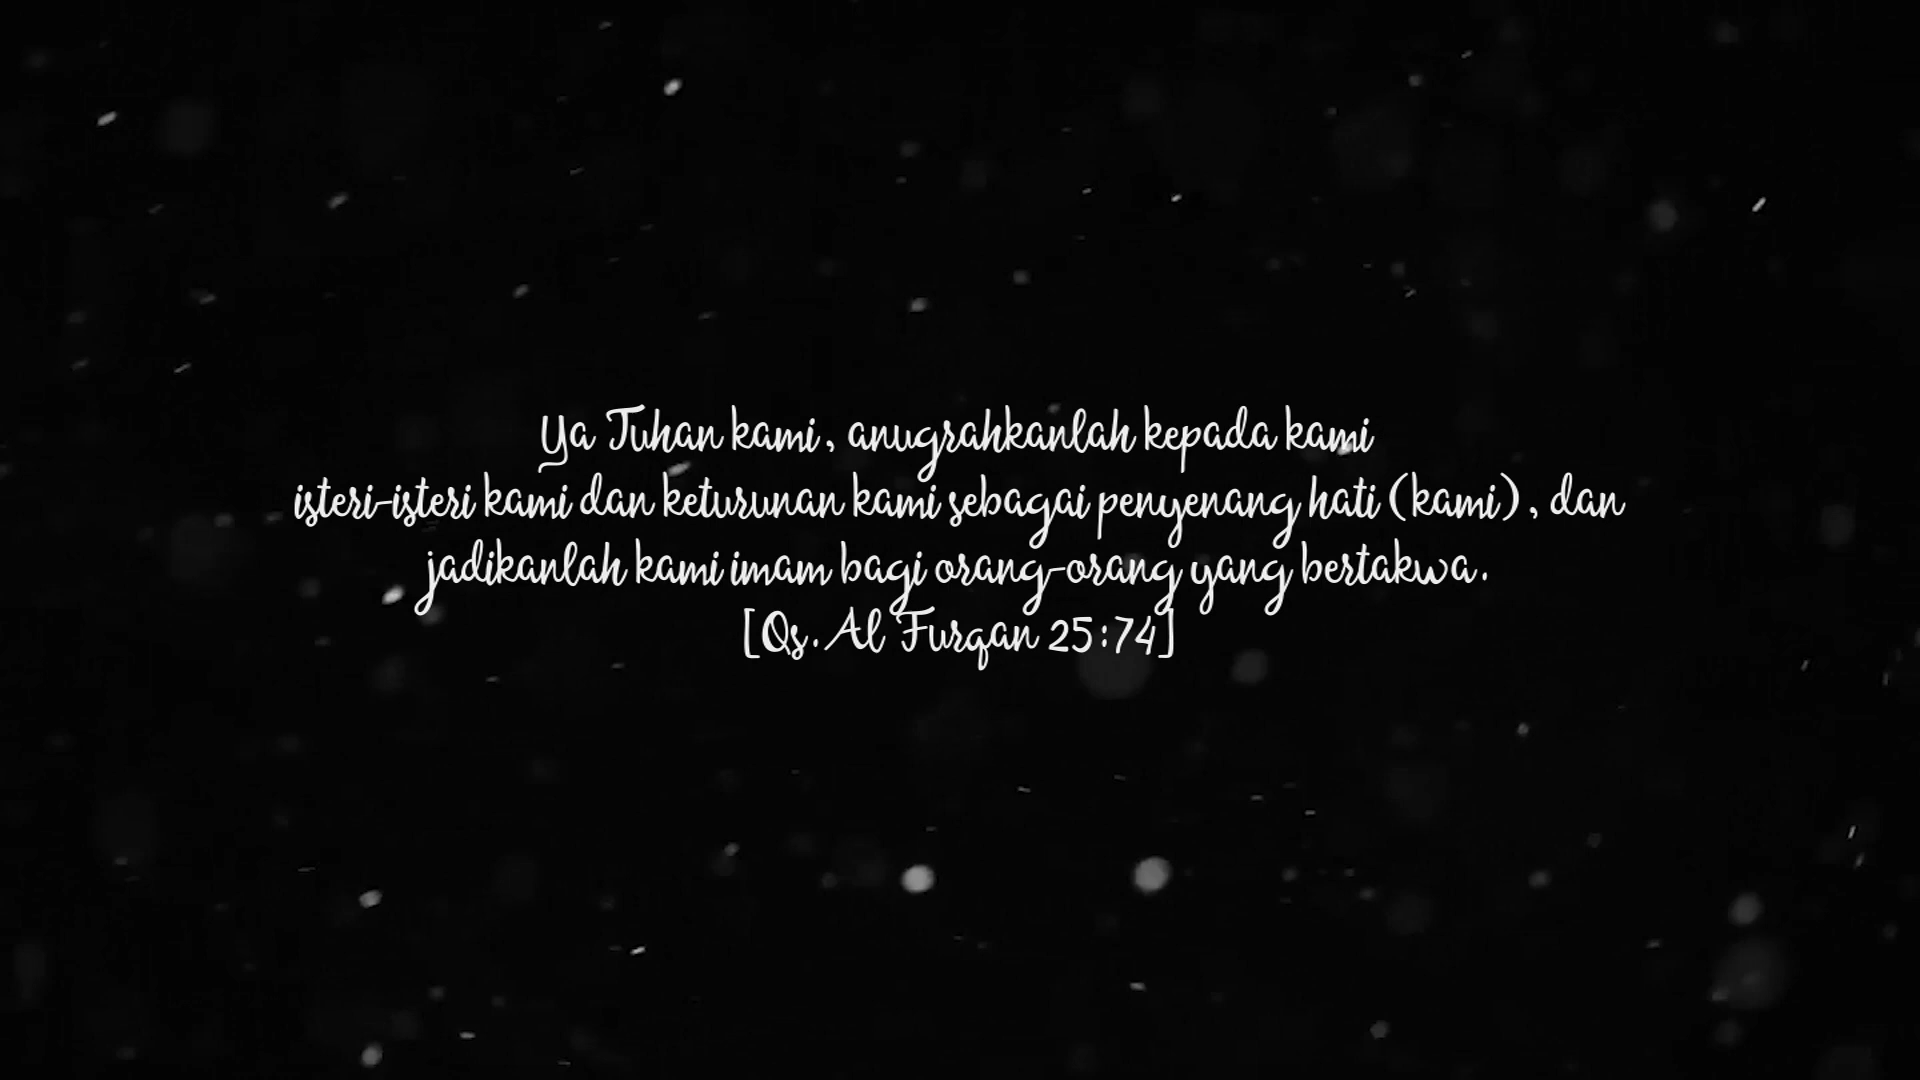 Ya Tuhan kami, anugrahkanlah kepada kami
isteri-isteri kami dan keturunan kami sebagai penyenang hati (kami), dan
jadikanlah kami imam bagi orang-orang yang bertakwa.
[Qs. Al Furqan 25:74]